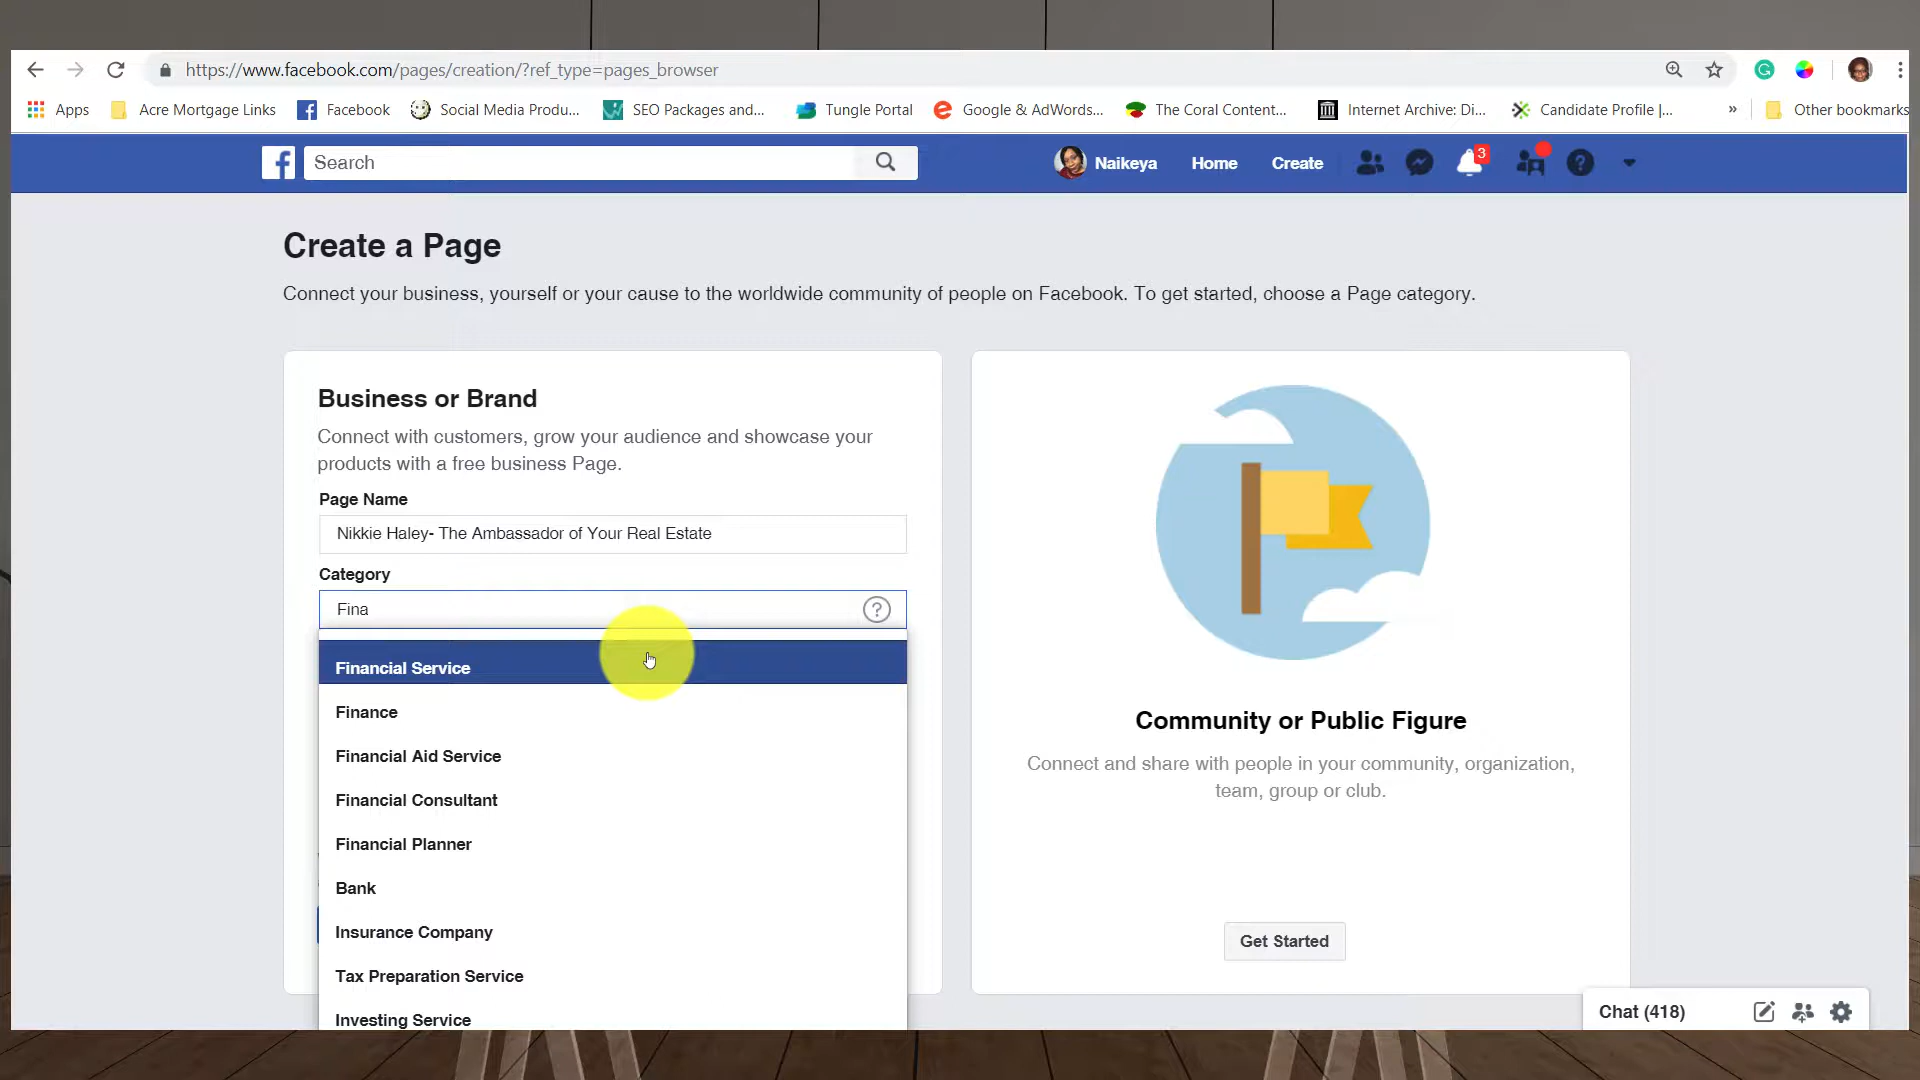 https://www.facebook.com/pages/creation/?ref_type=pages_browser
Apps Acre Mortgage Links Facebook Social Media Produ... SEO Packages and... Tungle Portal Google & AdWords... The Coral Content... Internet Archive: Di... Candidate Profile |... » Other bookmarks
Search
Naikeya Home Create 3
Create a Page
Connect your business, yourself or your cause to the worldwide community of people on Facebook. To get started, choose a Page category.
Business or Brand
Connect with customers, grow your audience and showcase your
products with a free business Page.
Page Name
Nikkie Haley- The Ambassador of Your Real Estate
Category
Fina
Financial Service
Finance
Financial Aid Service
Financial Consultant
Financial Planner
Bank
Insurance Company
Tax Preparation Service
Investing Service
Community or Public Figure
Connect and share with people in your community, organization,
team, group or club.
Get Started
Chat (418)